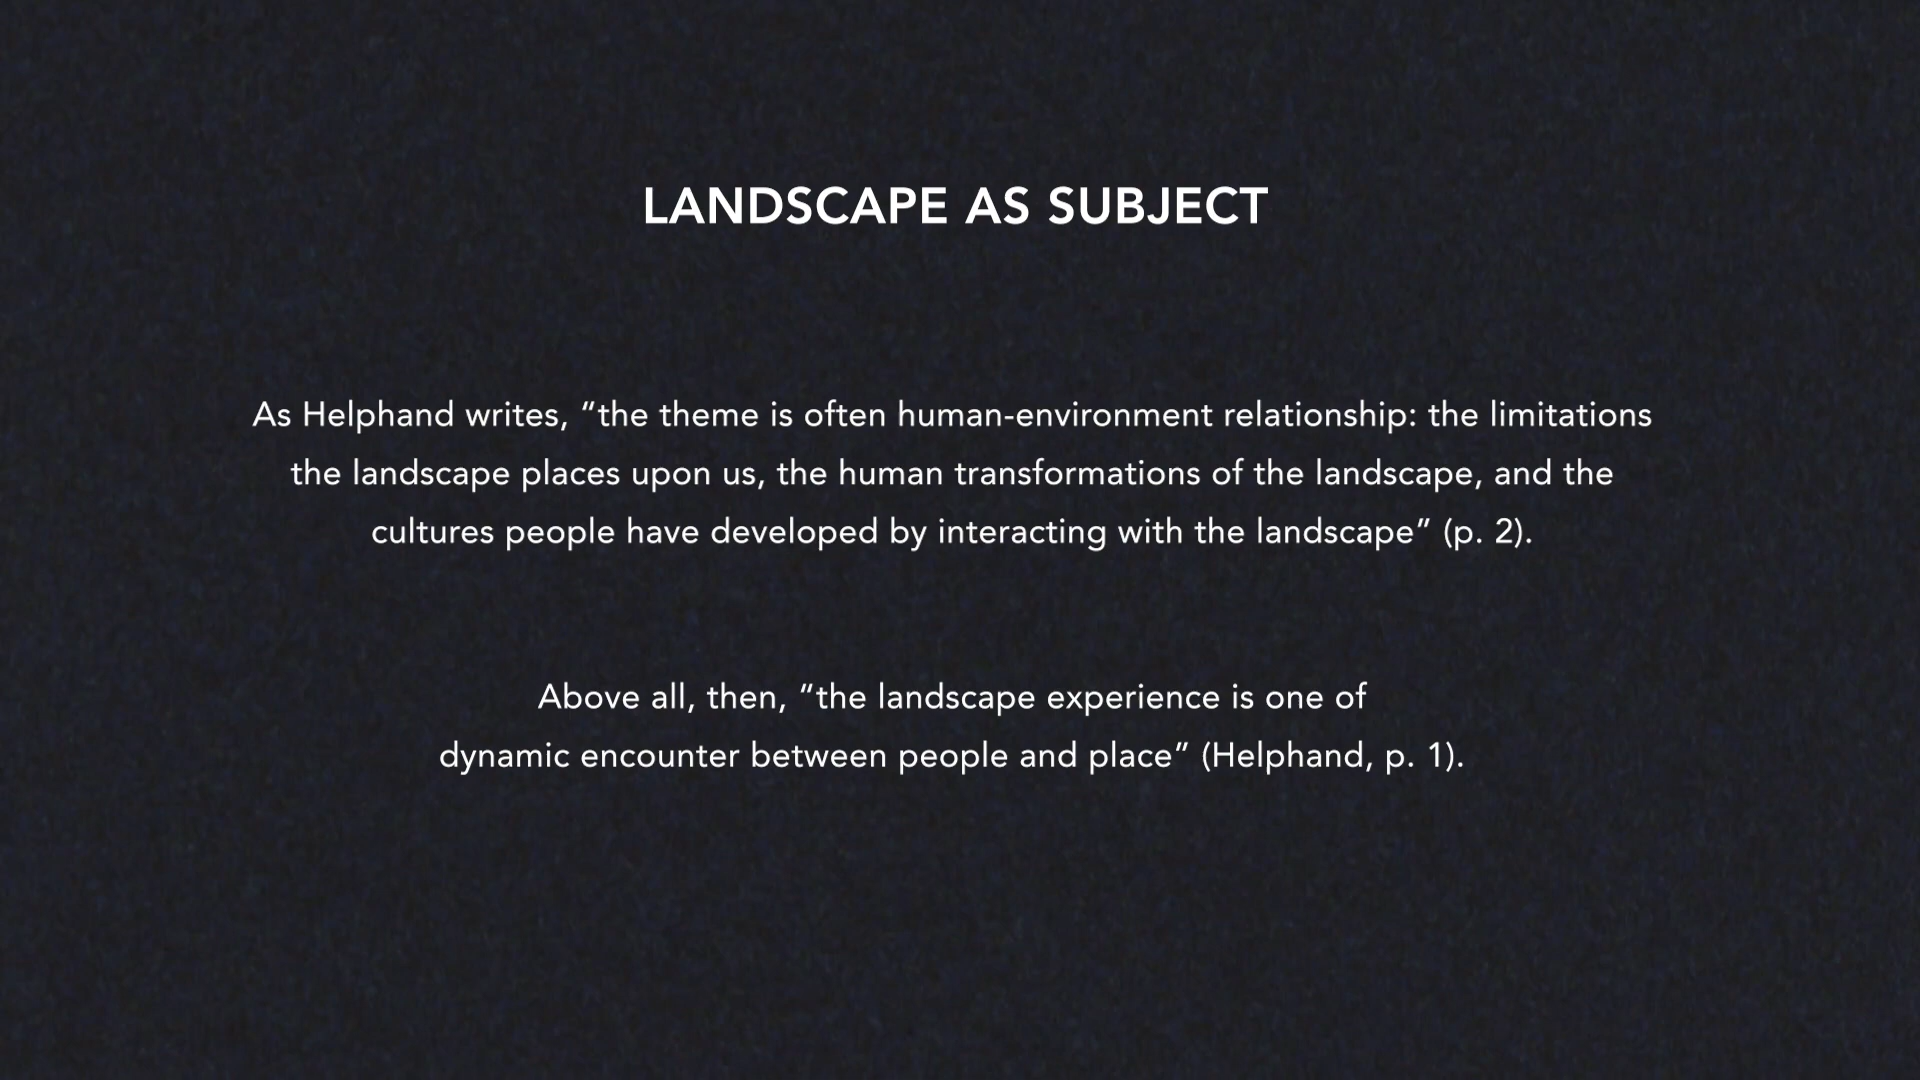 LANDSCAPE AS SUBJECT
As Helphand writes, “the theme is often human-environment relationship: the limitations
the landscape places upon us, the human transformations of the landscape, and the
cultures people have developed by interacting with the landscape” (p. 2).
Above all, then, “the landscape experience is one of
dynamic encounter between people and place” (Helphand, p. 1).